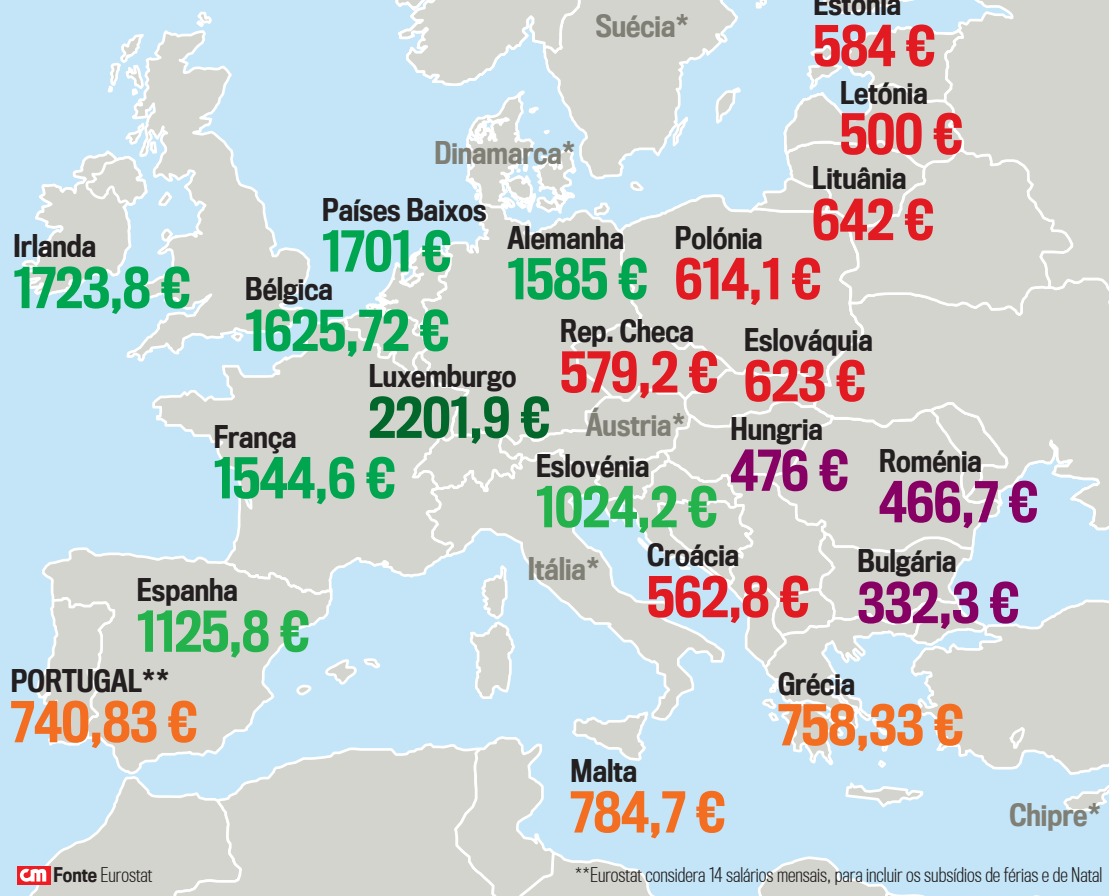 Suécia*
Estónia
584 €
Letónia
500 €
Dinamarca*
Lituânia
642 €
Países Baixos
1701 €
Irlanda
1723,8 €
Alemanha
1585 €
Polónia
614,1 €
Bélgica
1625,72 €
Rep. Checa
579,2 €
Eslováquia
623 €
Luxemburgo
2201,9 €
Áustria*
França
1544,6 €
Hungria
476 €
Roménia
466,7 €
Eslovénia
1024,2 €
Itália*
Croácia
562,8 €
Bulgária
332,3 €
Espanha
1125,8 €
PORTUGAL**
740,83 €
Grécia
758,33 €
Malta
784,7 €
Chipre*
cm Fonte Eurostat
**Eurostat considera 14 salários mensais, para incluir os subsídios de férias e de Natal